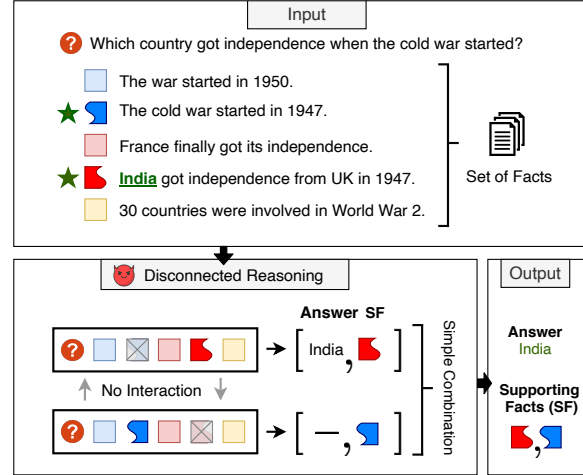 Input
? Which country got independence when the cold war started?
The war started in 1950.
The cold war started in 1947.
France finally got its independence.
India got independence from UK in 1947.
30 countries were involved in World War 2.
Set of Facts
Disconnected Reasoning
Answer SF
? [India, ]
No Interaction
? [—, ]
Simple Combination
Output
Answer
India
Supporting
Facts (SF)
,